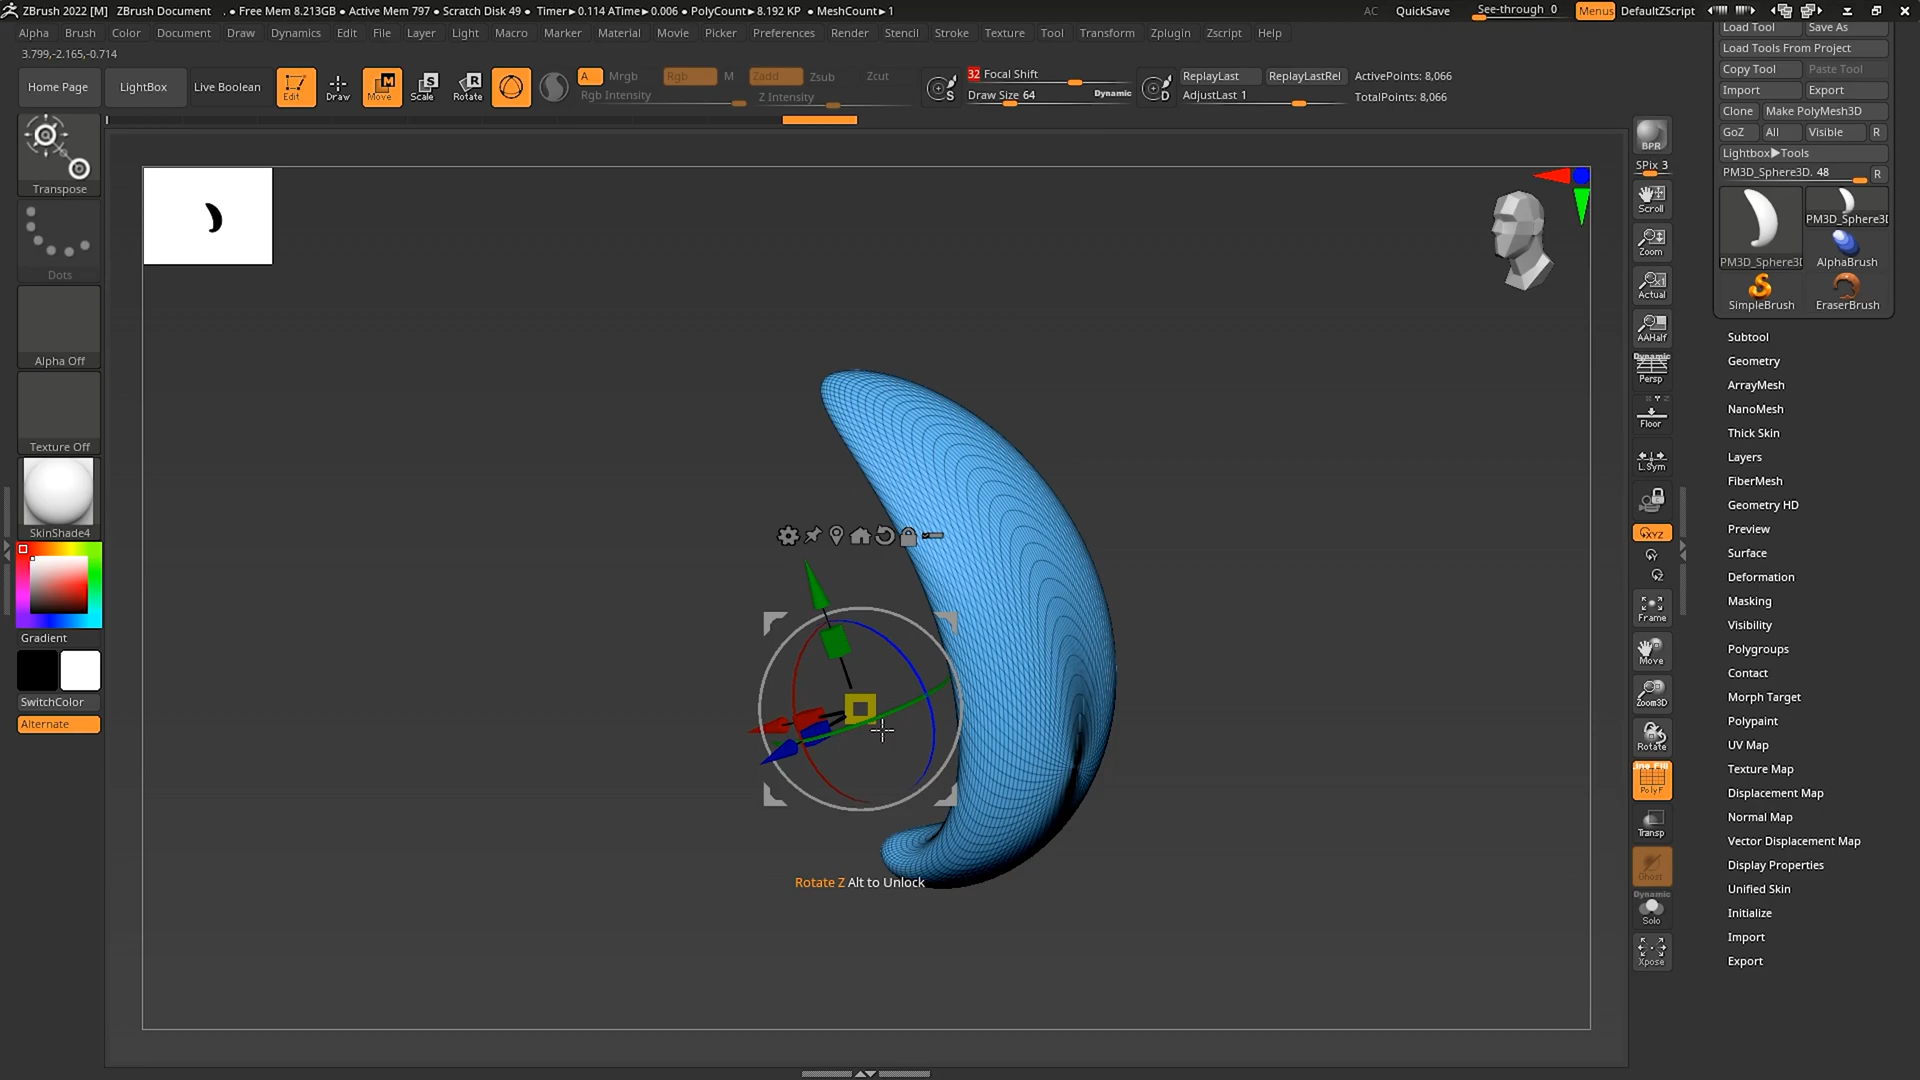 ZBrush 2022 [M] ZBrush Document . • Free Mem 8.213GB • Active Mem 797 • Scratch Disk 49 • Timer▸0.114 ATime▸0.006 • PolyCount▸8.192 KP • MeshCount▸1 AC QuickSave See-through 0 Menus DefaultZScript
Alpha Brush Color Document Draw Dynamics Edit File Layer Light Macro Marker Material Movie Picker Preferences Render Stencil Stroke Texture Tool Transform Zplugin Zscript Help
3.799,-2.165,-0.714
Home Page LightBox Live Boolean Edit Draw Move Scale Rotate
A Mrgb Rgb M Zadd Zsub Zcut
Rgb Intensity Z Intensity
32 Focal Shift
Draw Size 64 Dynamic
S
D
ReplayLast ReplayLastRel
AdjustLast 1
ActivePoints: 8,066
TotalPoints: 8,066
Transpose
Dots
Alpha Off
Texture Off
SkinShade4
Gradient
SwitchColor
Alternate
Rotate Z Alt to Unlock
BPR
SPix 3
Scroll
Zoom
Actual
AAHalf
Dynamic
Persp
Floor
L.Sym
XYZ
Y
Z
Frame
Move
Zoom3D
Rotate
Line Fill
PolyF
Transp
Ghost
Dynamic
Solo
Xpose
Load Tool Save As
Load Tools From Project
Copy Tool Paste Tool
Import Export
Clone Make PolyMesh3D
GoZ All Visible R
Lightbox▶Tools
PM3D_Sphere3D. 48 R
PM3D_Sphere3D
PM3D_Sphere3D AlphaBrush
SimpleBrush EraserBrush
Subtool
Geometry
ArrayMesh
NanoMesh
Thick Skin
Layers
FiberMesh
Geometry HD
Preview
Surface
Deformation
Masking
Visibility
Polygroups
Contact
Morph Target
Polypaint
UV Map
Texture Map
Displacement Map
Normal Map
Vector Displacement Map
Display Properties
Unified Skin
Initialize
Import
Export